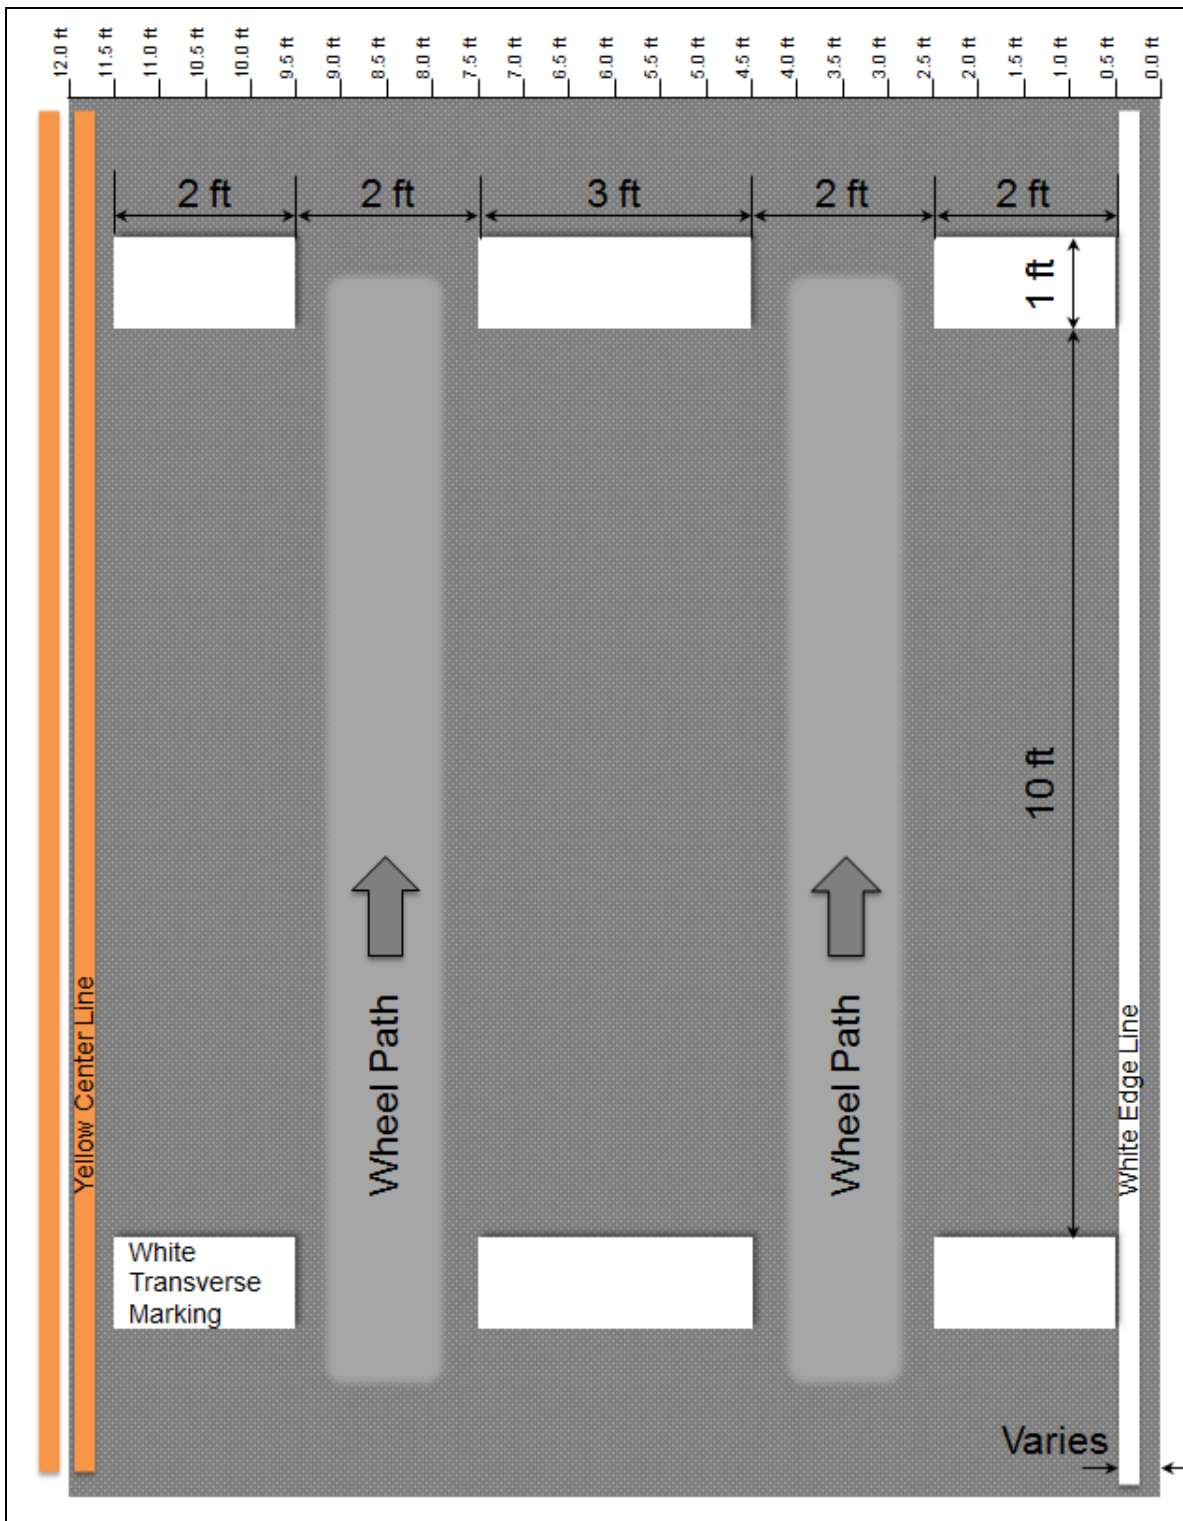 12.0 ft
11.5 ft
11.0 ft
10.5 ft
10.0 ft
9.5 ft
9.0 ft
8.5 ft
8.0 ft
7.5 ft
7.0 ft
6.5 ft
6.0 ft
5.5 ft
5.0 ft
4.5 ft
4.0 ft
3.5 ft
3.0 ft
2.5 ft
2.0 ft
1.5 ft
1.0 ft
0.5 ft
0.0 ft
2 ft
2 ft
3 ft
2 ft
2 ft
1 ft
10 ft
Yellow Center Line
Wheel Path
Wheel Path
White Edge Line
White
Transverse
Marking
Varies